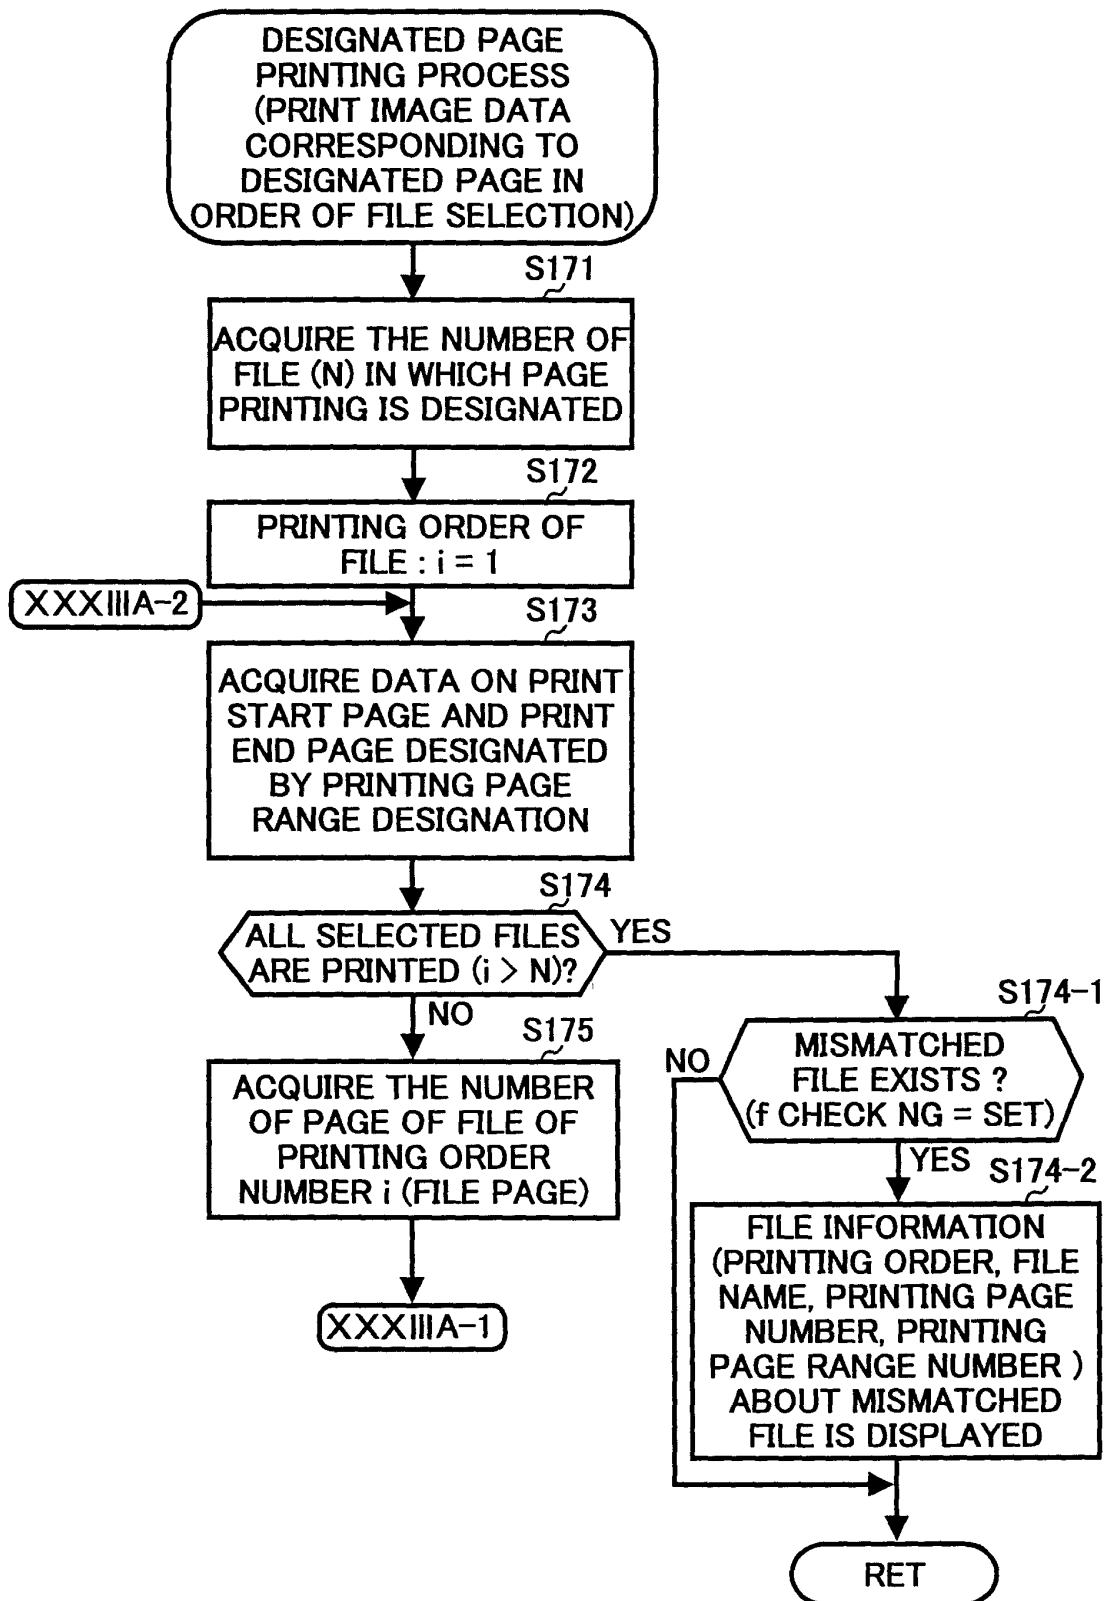 DESIGNATED PAGE
PRINTING PROCESS
(PRINT IMAGE DATA
CORRESPONDING TO
DESIGNATED PAGE IN
ORDER OF FILE SELECTION)
S171
ACQUIRE THE NUMBER OF
FILE (N) IN WHICH PAGE
PRINTING IS DESIGNATED
S172
PRINTING ORDER OF
FILE : i = 1
XXXIIIA-2
S173
ACQUIRE DATA ON PRINT
START PAGE AND PRINT
END PAGE DESIGNATED
BY PRINTING PAGE
RANGE DESIGNATION
S174
ALL SELECTED FILES
ARE PRINTED (i > N)?
YES
NO
S175
ACQUIRE THE NUMBER
OF PAGE OF FILE OF
PRINTING ORDER
NUMBER i (FILE PAGE)
XXXIIIA-1
S174-1
MISMATCHED
FILE EXISTS ?
(f CHECK NG = SET)
NO
YES
S174-2
FILE INFORMATION
(PRINTING ORDER, FILE
NAME, PRINTING PAGE
NUMBER, PRINTING
PAGE RANGE NUMBER )
ABOUT MISMATCHED
FILE IS DISPLAYED
RET